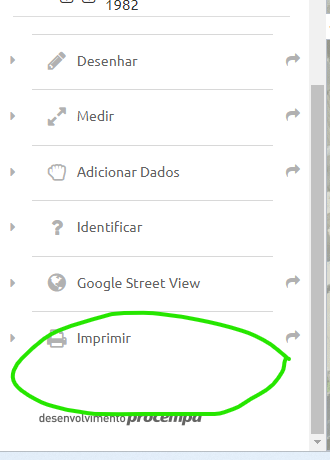 1982
Desenhar
Medir
Adicionar Dados
Identificar
Google Street View
Imprimir
desenvolvimento procempa